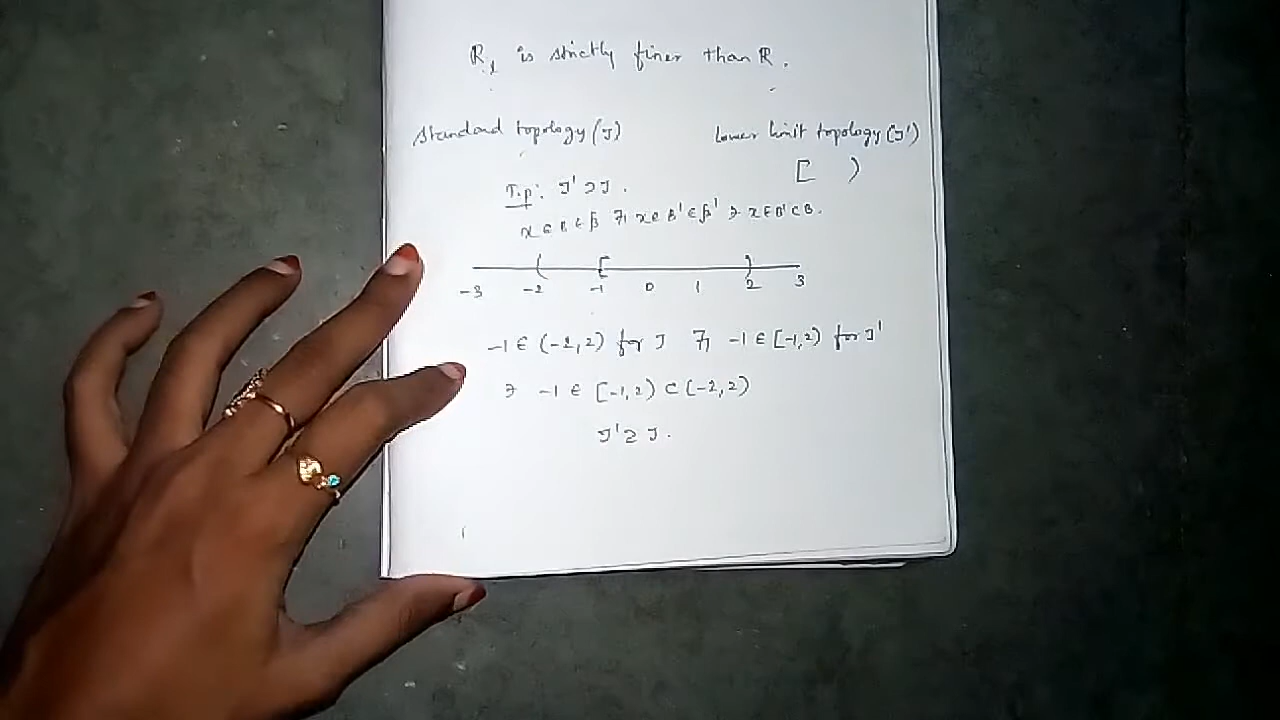 R_l is strictly finer than R.
Standard topology (J) Lower limit topology (J')
[ )
T.p: J' ⊃ J.
x ∈ B ∈ β ∃, x ∈ B' ∈ β' ∋ x ∈ B' ⊂ B.
-3 -2 -1 0 1 2 3
-1 ∈ (-2, 2) for J ∃, -1 ∈ [-1, 2) for J'
∋ -1 ∈ [-1, 2) ⊂ (-2, 2)
J' ⊇ J.